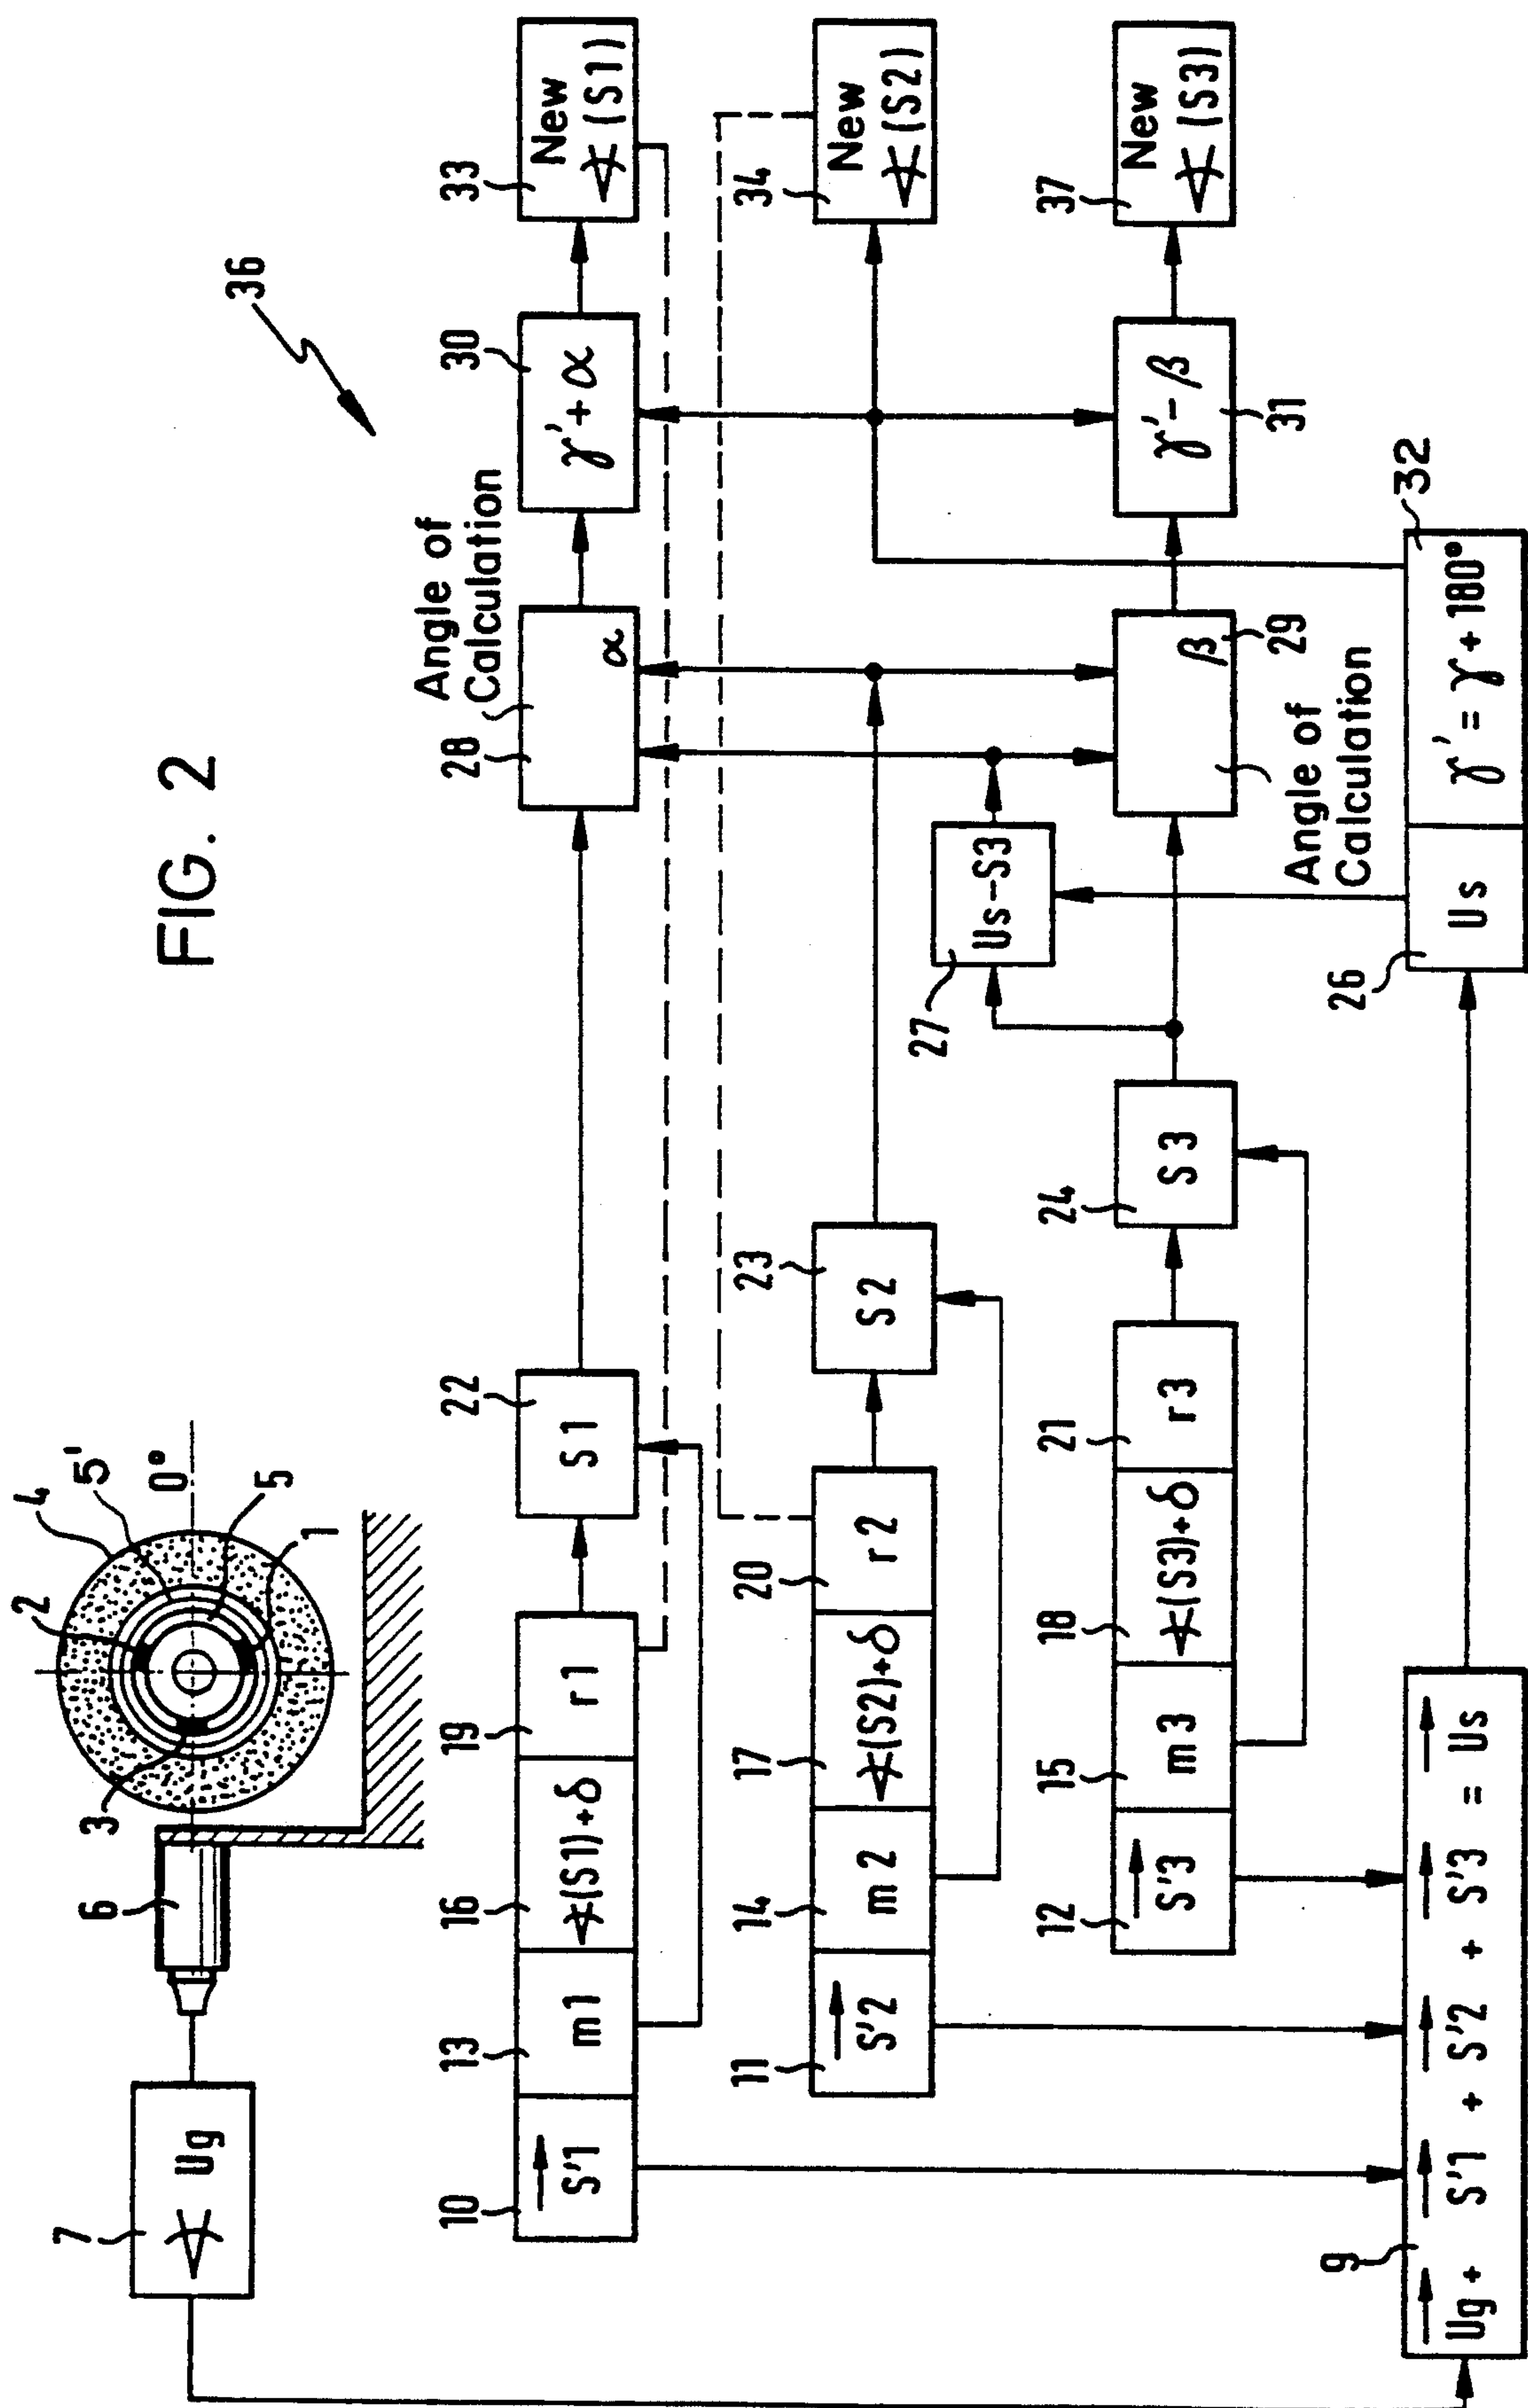 FIG. 2
36
2
4
5'
0°
5
1
3
6
7
Ug
10
S'1
13
m1
16
(S1)+δ
19
r1
22
S1
28
α
Angle of
Calculation
30
γ'+α
33
New
(S1)
11
S'2
14
m2
17
(S2)+δ
20
r2
23
S2
34
New
(S2)
27
Us-S3
12
S'3
15
m3
18
(S3)+δ
21
r3
24
S3
β
29
Angle of
Calculation
γ'-β
31
37
New
(S3)
9
Ug + S'1 + S'2 + S'3 = Us
26
Us
γ' = γ + 180°
32